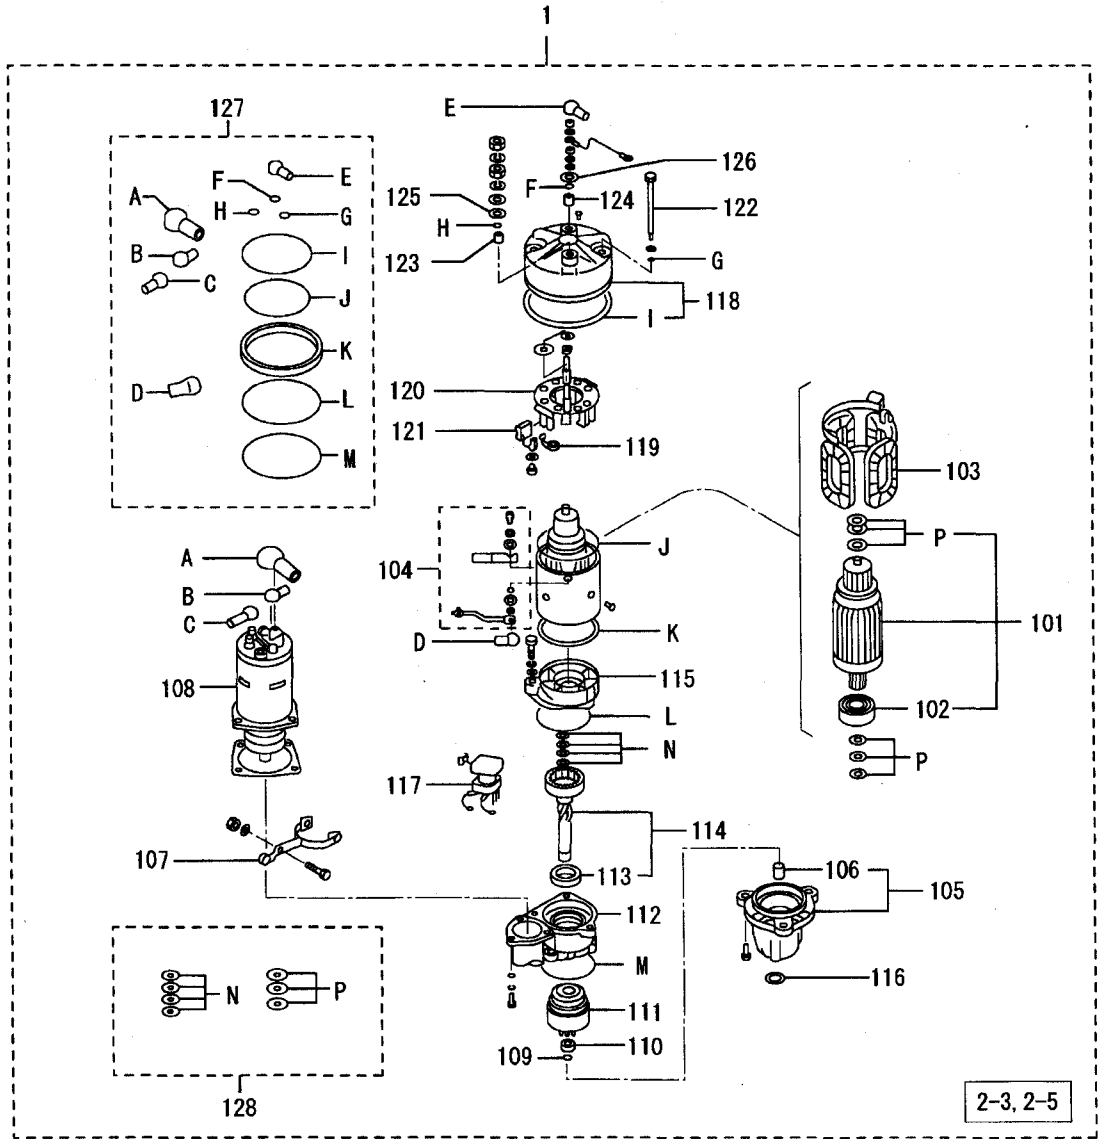 1
127
E
A
F
E
126
H
G
125
F
124
122
B
H
C
I
123
G
J
118
I
K
120
D
L
121
119
103
M
P
A
104
J
B
C
D
K
101
108
115
L
102
N
P
117
114
107
113
106
105
112
M
116
N
P
111
110
109
128
2-3, 2-5